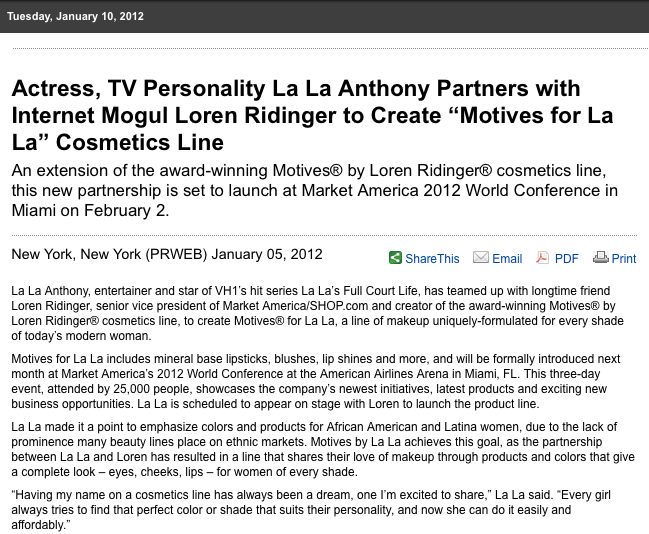 Tuesday, January 10, 2012
Actress, TV Personality La La Anthony Partners with
Internet Mogul Loren Ridinger to Create “Motives for La
La” Cosmetics Line
An extension of the award-winning Motives® by Loren Ridinger® cosmetics line,
this new partnership is set to launch at Market America 2012 World Conference in
Miami on February 2.
New York, New York (PRWEB) January 05, 2012 ShareThis Email PDF Print
La La Anthony, entertainer and star of VH1’s hit series La La’s Full Court Life, has teamed up with longtime friend
Loren Ridinger, senior vice president of Market America/SHOP.com and creator of the award-winning Motives® by
Loren Ridinger® cosmetics line, to create Motives® for La La, a line of makeup uniquely-formulated for every shade
of today’s modern woman.
Motives for La La includes mineral base lipsticks, blushes, lip shines and more, and will be formally introduced next
month at Market America’s 2012 World Conference at the American Airlines Arena in Miami, FL. This three-day
event, attended by 25,000 people, showcases the company’s newest initiatives, latest products and exciting new
business opportunities. La La is scheduled to appear on stage with Loren to launch the product line.
La La made it a point to emphasize colors and products for African American and Latina women, due to the lack of
prominence many beauty lines place on ethnic markets. Motives by La La achieves this goal, as the partnership
between La La and Loren has resulted in a line that shares their love of makeup through products and colors that give
a complete look – eyes, cheeks, lips – for women of every shade.
“Having my name on a cosmetics line has always been a dream, one I’m excited to share,” La La said. “Every girl
always tries to find that perfect color or shade that suits their personality, and now she can do it easily and
affordably.”